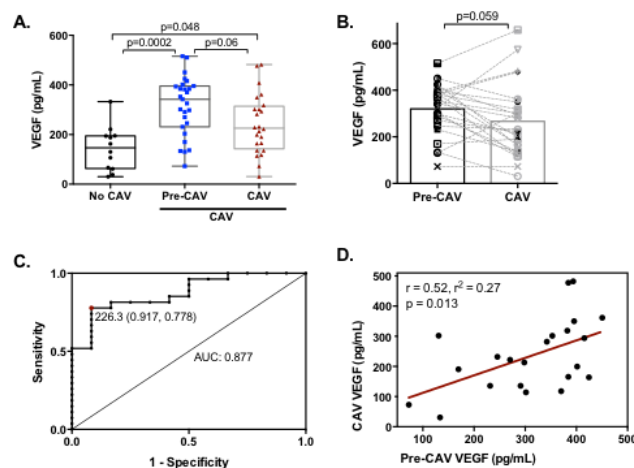 A.
p=0.048
p=0.0002
p=0.06
VEGF
(pg/mL)
600
400
200
0
No CAV
Pre-CAV
CAV
CAV
B.
p=0.059
VEGF
(pg/mL)
600
400
200
0
Pre-CAV
CAV
C.
Sensitivity
1.0
0.5
0.0
226.3 (0.917, 0.778)
AUC: 0.877
0.0
0.5
1.0
1 - Specificity
D.
r = 0.52, r² = 0.27
p = 0.013
CAV VEGF
(pg/mL)
500
400
300
200
100
0
100
200
300
400
500
Pre-CAV VEGF (pg/mL)